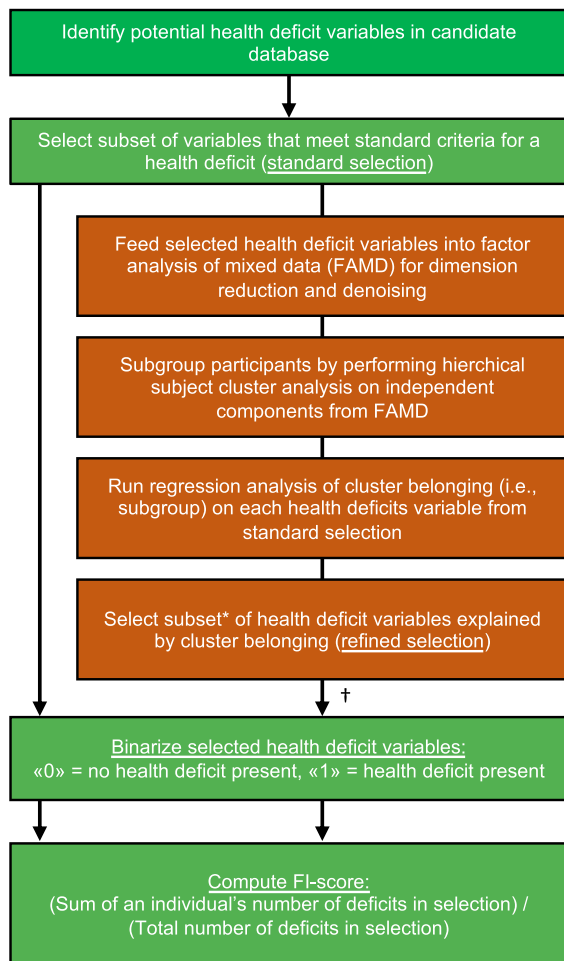 Identify potential health deficit variables in candidate
database
Select subset of variables that meet standard criteria for a
health deficit (standard selection)
Feed selected health deficit variables into factor
analysis of mixed data (FAMD) for dimension
reduction and denoising
Subgroup participants by performing hierchical
subject cluster analysis on independent
components from FAMD
Run regression analysis of cluster belonging (i.e.,
subgroup) on each health deficits variable from
standard selection
Select subset* of health deficit variables explained
by cluster belonging (refined selection)
†
Binarize selected health deficit variables:
«0» = no health deficit present, «1» = health deficit present
Compute FI-score:
(Sum of an individual’s number of deficits in selection) /
(Total number of deficits in selection)